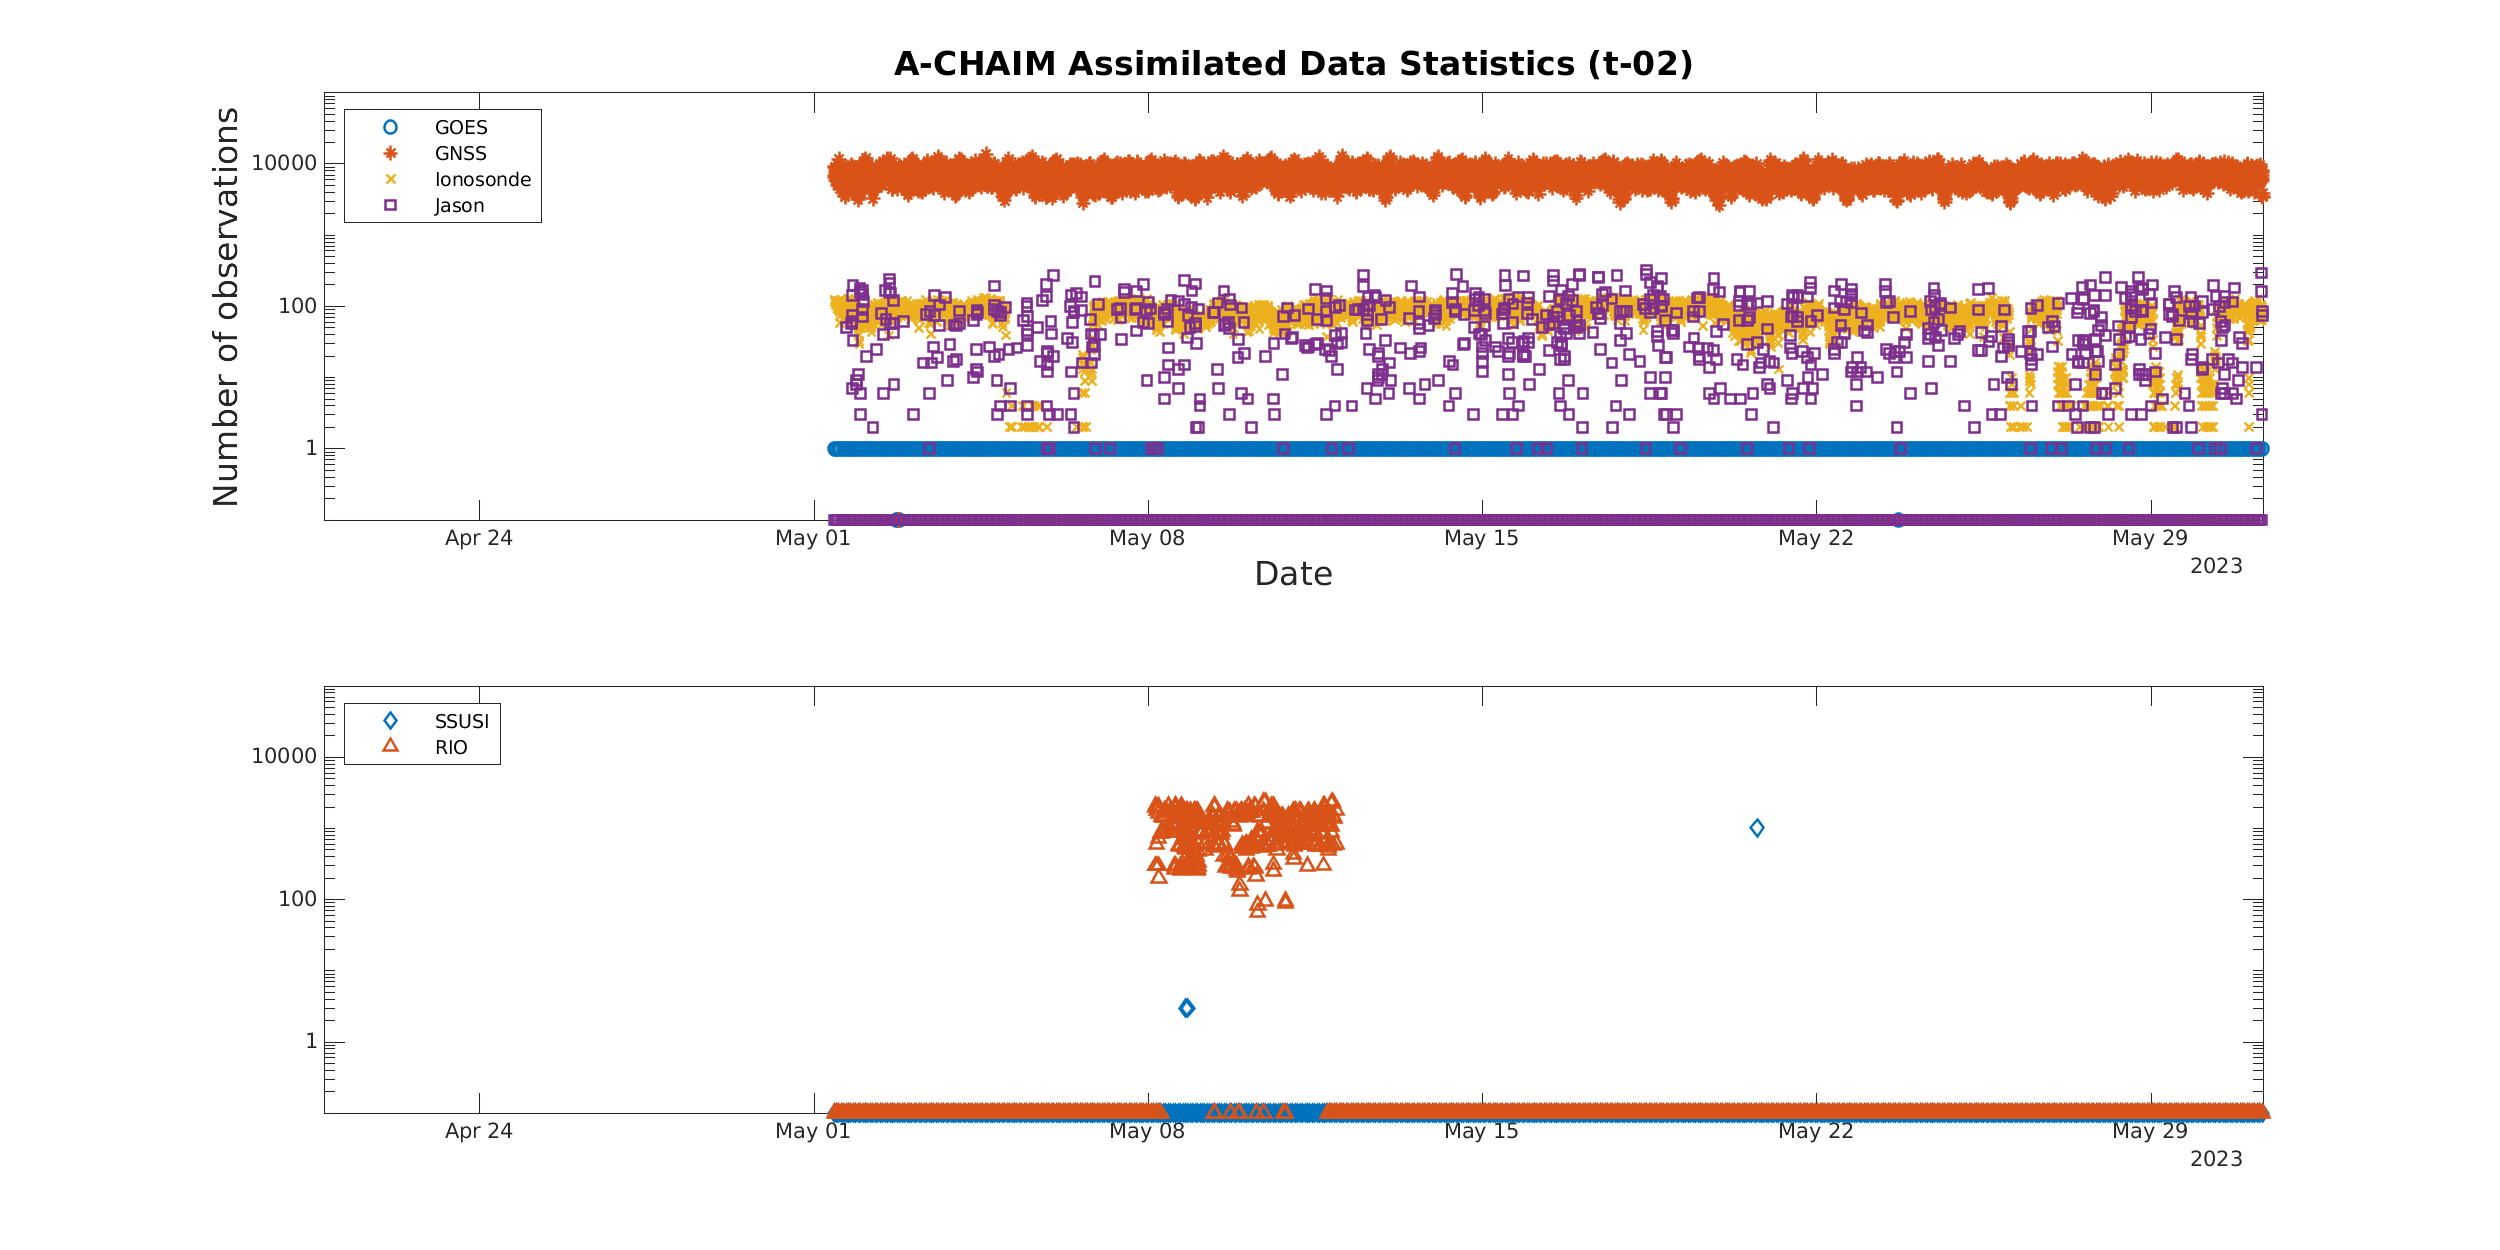 A-CHAIM Assimilated Data Statistics (t-02)
Number of observations
10000
100
1
GOES
GNSS
Ionosonde
Jason
Apr 24
May 01
May 08
May 15
May 22
May 29
2023
Date
10000
100
1
SSUSI
RIO
Apr 24
May 01
May 08
May 15
May 22
May 29
2023